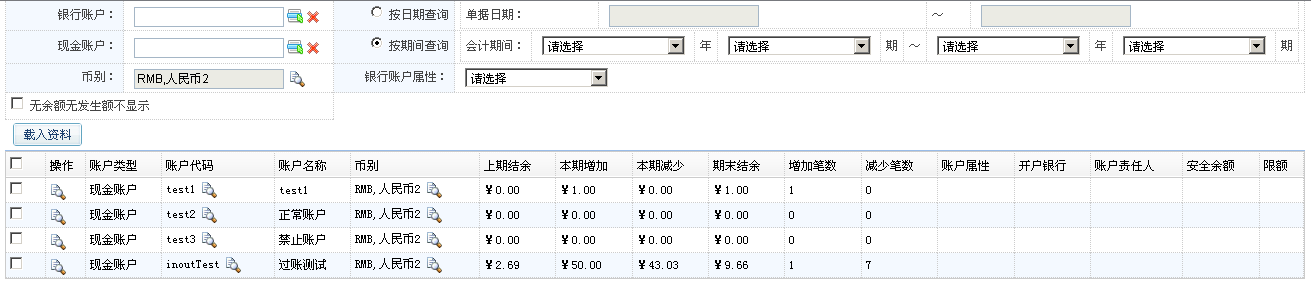 银行账户： 按日期查询 单据日期： ～
现金账户： 按期间查询 会计期间： 请选择 年 请选择 期 ～ 请选择 年 请选择 期
币别： RMB,人民币2 银行账户属性： 请选择
无余额无发生额不显示
载入资料
操作 账户类型 账户代码 账户名称 币别 上期结余 本期增加 本期减少 期末结余 增加笔数 减少笔数 账户属性 开户银行 账户责任人 安全余额 限额
现金账户 test1 test1 RMB,人民币2 ¥0.00 ¥1.00 ¥0.00 ¥1.00 1 0
现金账户 test2 正常账户 RMB,人民币2 ¥0.00 ¥0.00 ¥0.00 ¥0.00 0 0
现金账户 test3 禁止账户 RMB,人民币2 ¥0.00 ¥0.00 ¥0.00 ¥0.00 0 0
现金账户 inoutTest 过账测试 RMB,人民币2 ¥2.69 ¥50.00 ¥43.03 ¥9.66 1 7